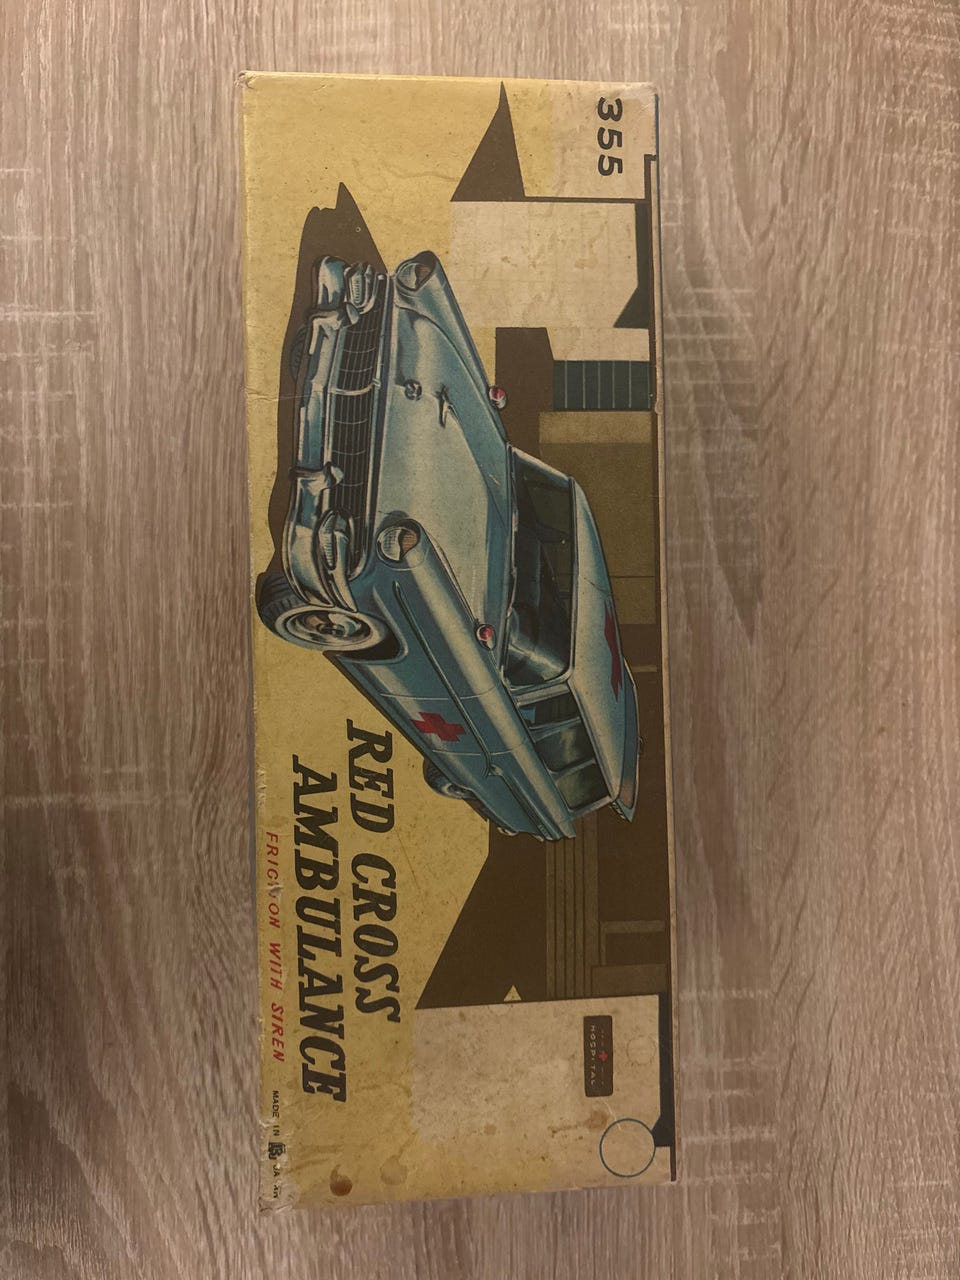 355
HOSPITAL
RED CROSS
AMBULANCE
FRICTION WITH SIREN
MADE IN B JAPAN